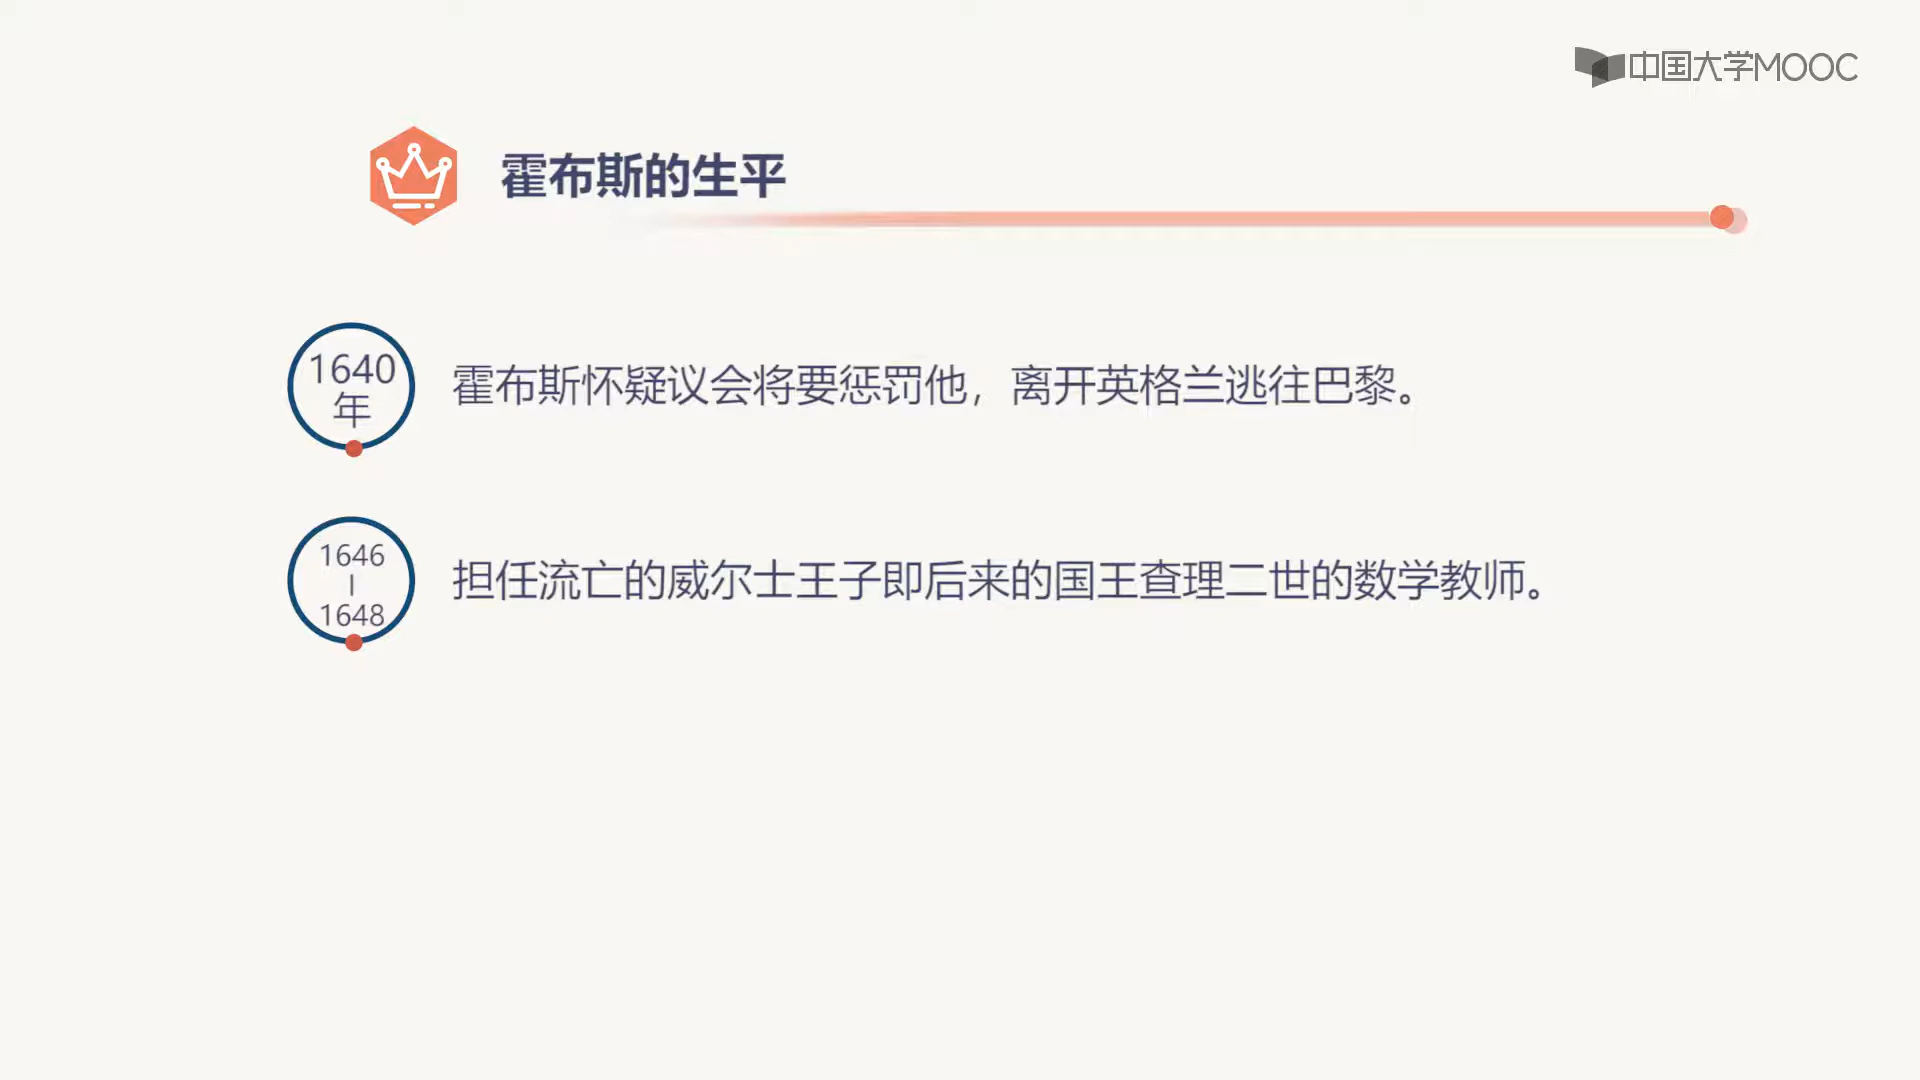 中国大学MOOC
霍布斯的生平
1640
年
霍布斯怀疑议会将要惩罚他，离开英格兰逃往巴黎。
1646
|
1648
担任流亡的威尔士王子即后来的国王查理二世的数学教师。